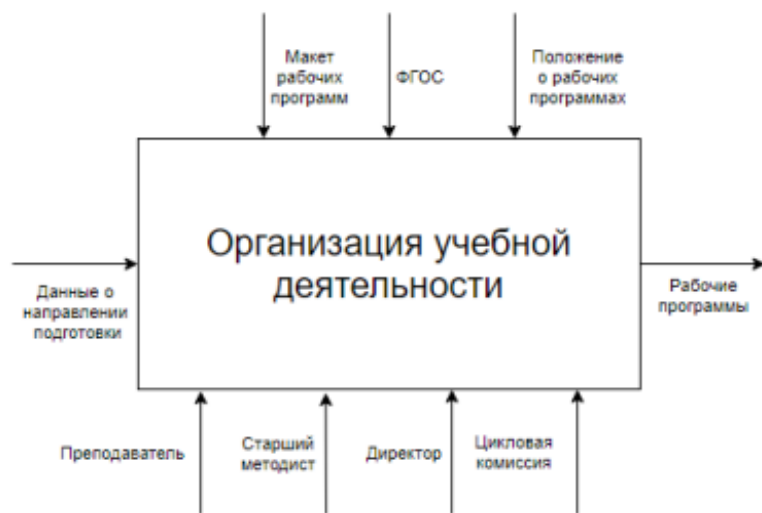 Макет
рабочих
программ
ФГОС
Положение
о рабочих
программах
Организация учебной
деятельности
Данные о
направлении
подготовки
Рабочие
программы
Преподаватель
Старший
методист
Директор
Цикловая
комиссия